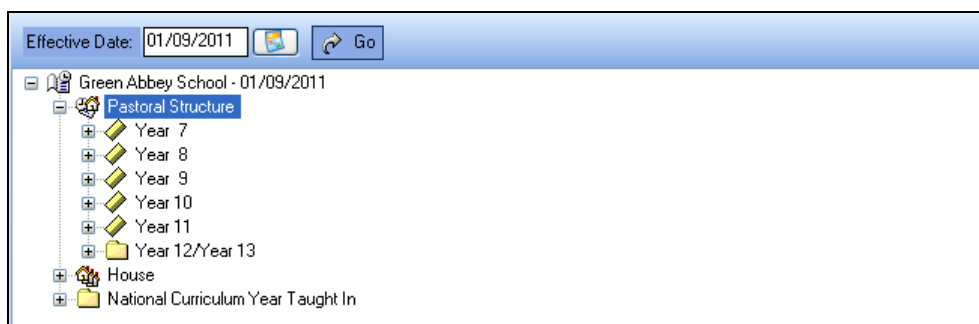 Effective Date: 01/09/2011 Go
Green Abbey School - 01/09/2011
Pastoral Structure
Year 7
Year 8
Year 9
Year 10
Year 11
Year 12/Year 13
House
National Curriculum Year Taught In